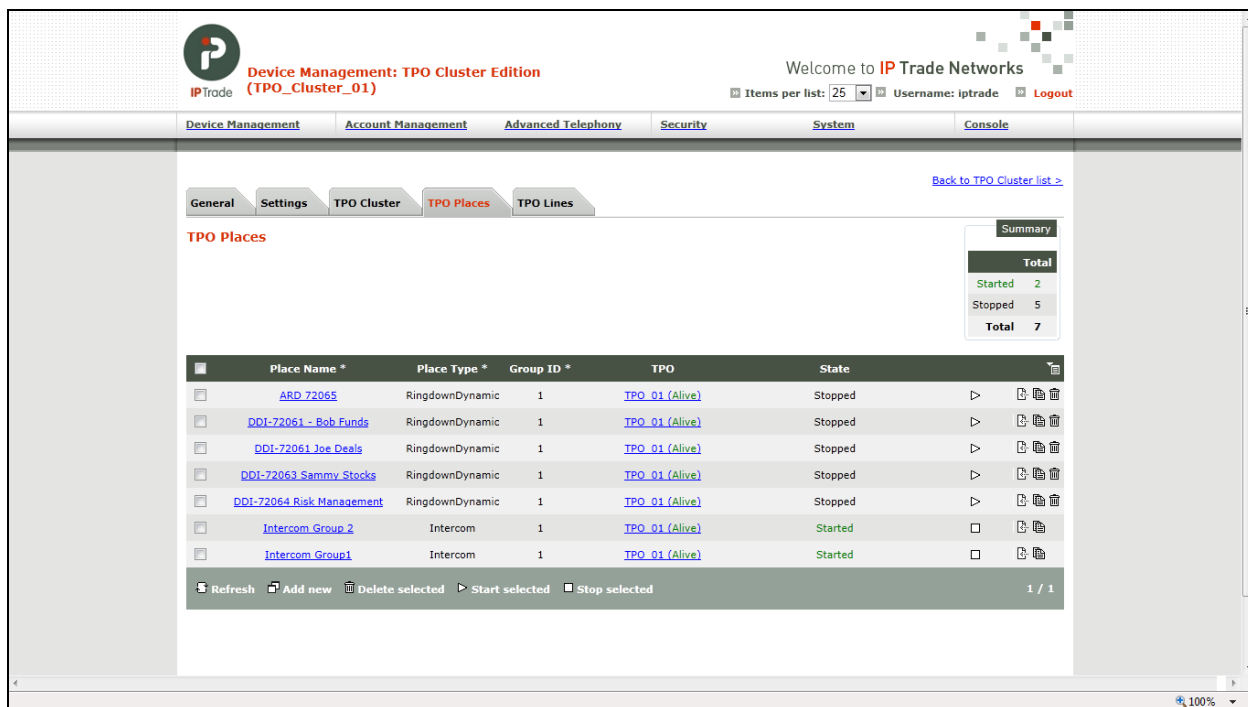 IPTrade
Device Management: TPO Cluster Edition
(TPO_Cluster_01)
Welcome to IP Trade Networks
Items per list: 25 Username: iptrade Logout
Device Management Account Management Advanced Telephony Security System Console
Back to TPO Cluster list >
General Settings TPO Cluster TPO Places TPO Lines
TPO Places
Summary
Total
Started 2
Stopped 5
Total 7
Place Name * Place Type * Group ID * TPO State
ARD 72065 RingdownDynamic 1 TPO_01 (Alive) Stopped
DDI-72061 - Bob Funds RingdownDynamic 1 TPO_01 (Alive) Stopped
DDI-72061 Joe Deals RingdownDynamic 1 TPO_01 (Alive) Stopped
DDI-72063 Sammy Stocks RingdownDynamic 1 TPO_01 (Alive) Stopped
DDI-72064 Risk Management RingdownDynamic 1 TPO_01 (Alive) Stopped
Intercom Group 2 Intercom 1 TPO_01 (Alive) Started
Intercom Group1 Intercom 1 TPO_01 (Alive) Started
Refresh Add new Delete selected Start selected Stop selected 1 / 1
100%